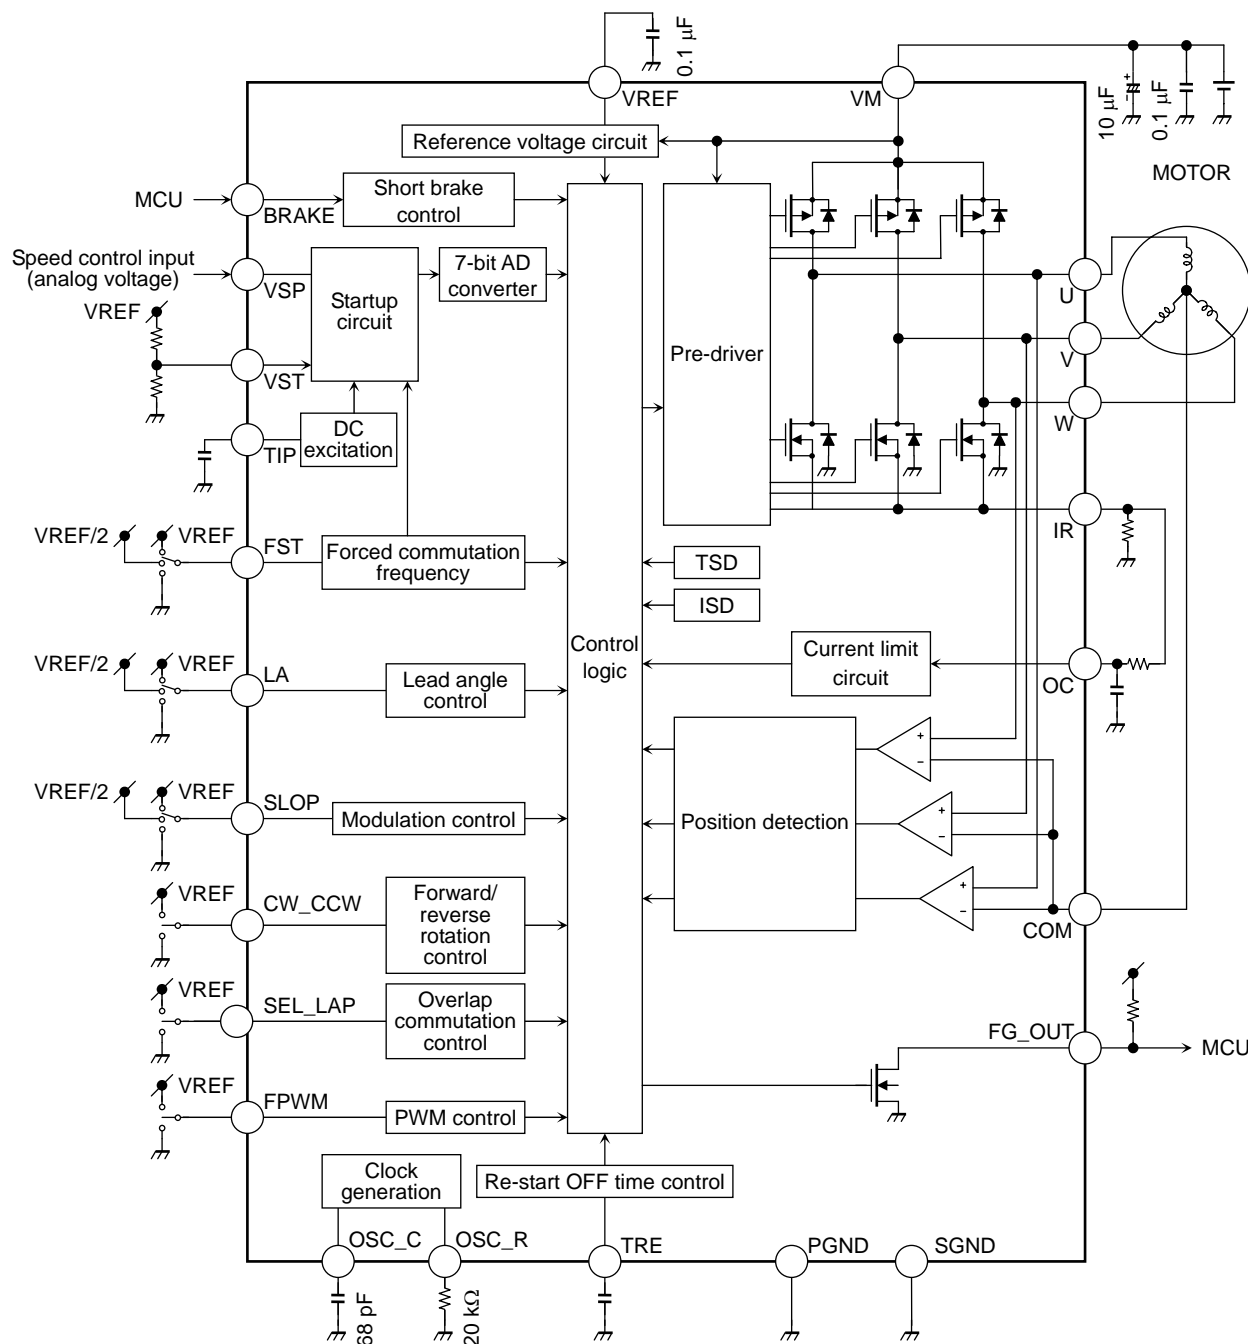 0.1 μF
VREF
VM
10 μF
0.1 μF
MOTOR
Reference voltage circuit
MCU
BRAKE
Short brake
control
Speed control input
(analog voltage)
VSP
Startup
circuit
7-bit AD
converter
VREF
VST
TIP
DC
excitation
Pre-driver
U
V
W
IR
VREF/2
VREF
FST
Forced commutation
frequency
TSD
ISD
Control
logic
VREF/2
VREF
LA
Lead angle
control
Current limit
circuit
OC
VREF/2
VREF
SLOP
Modulation control
Position detection
+
−
+
−
+
−
COM
VREF
CW_CCW
Forward/
reverse
rotation
control
VREF
SEL_LAP
Overlap
commutation
control
FG_OUT
MCU
VREF
FPWM
PWM control
Clock
generation
Re-start OFF time control
OSC_C
OSC_R
TRE
PGND
SGND
68 pF
20 kΩ